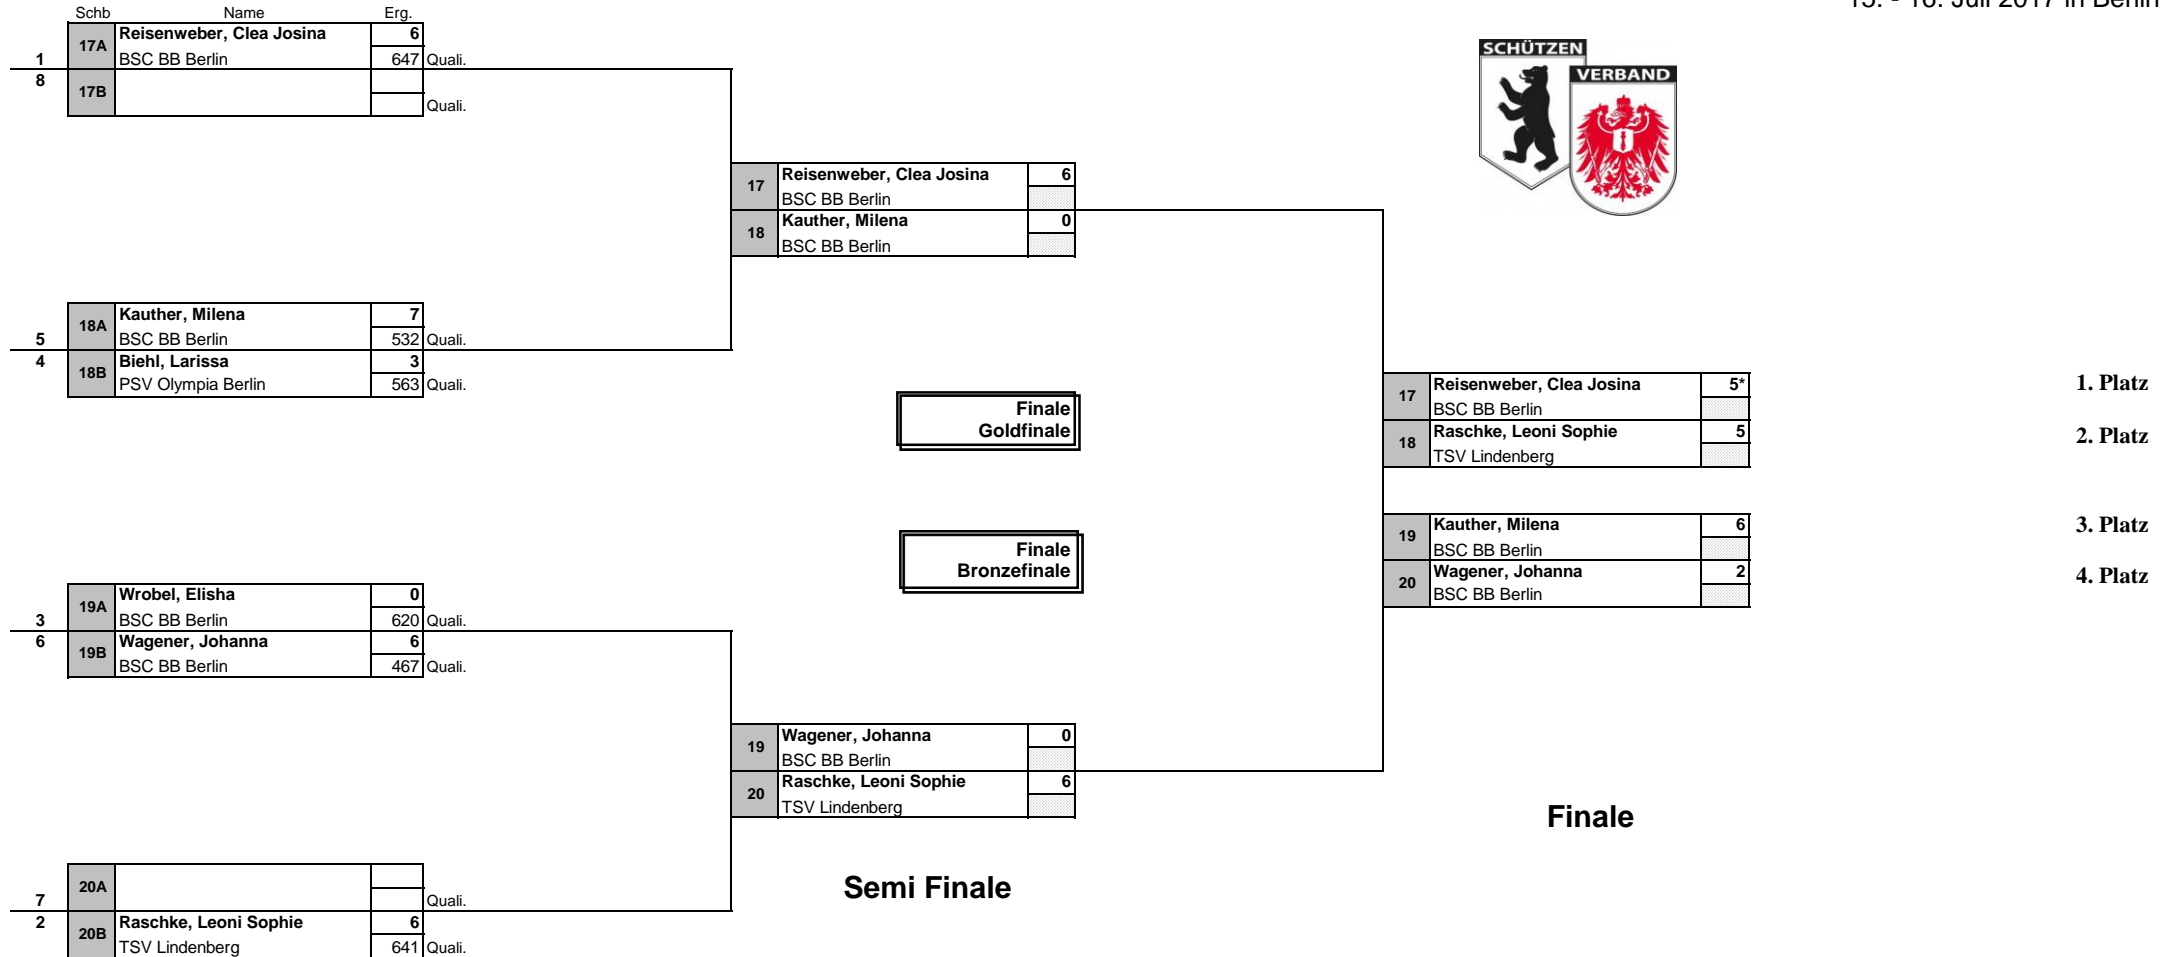 15. - 16. Juli 2017 in Berlin
Schb Name Erg.
17A Reisenweber, Clea Josina 6
1 BSC BB Berlin 647 Quali.
8 17B
Quali.
SCHÜTZEN
VERBAND
17 Reisenweber, Clea Josina 6
BSC BB Berlin
18 Kauther, Milena 0
BSC BB Berlin
18A Kauther, Milena 7
5 BSC BB Berlin 532 Quali.
4 18B Biehl, Larissa 3
PSV Olympia Berlin 563 Quali.
Finale
Goldfinale
17 Reisenweber, Clea Josina 5* 1. Platz
BSC BB Berlin
18 Raschke, Leoni Sophie 5 2. Platz
TSV Lindenberg
Finale
Bronzefinale
19 Kauther, Milena 6 3. Platz
BSC BB Berlin
20 Wagener, Johanna 2 4. Platz
BSC BB Berlin
19A Wrobel, Elisha 0
3 BSC BB Berlin 620 Quali.
6 19B Wagener, Johanna 6
BSC BB Berlin 467 Quali.
19 Wagener, Johanna 0
BSC BB Berlin
20 Raschke, Leoni Sophie 6
TSV Lindenberg
Finale
Semi Finale
20A
7 Quali.
2 20B Raschke, Leoni Sophie 6
TSV Lindenberg 641 Quali.